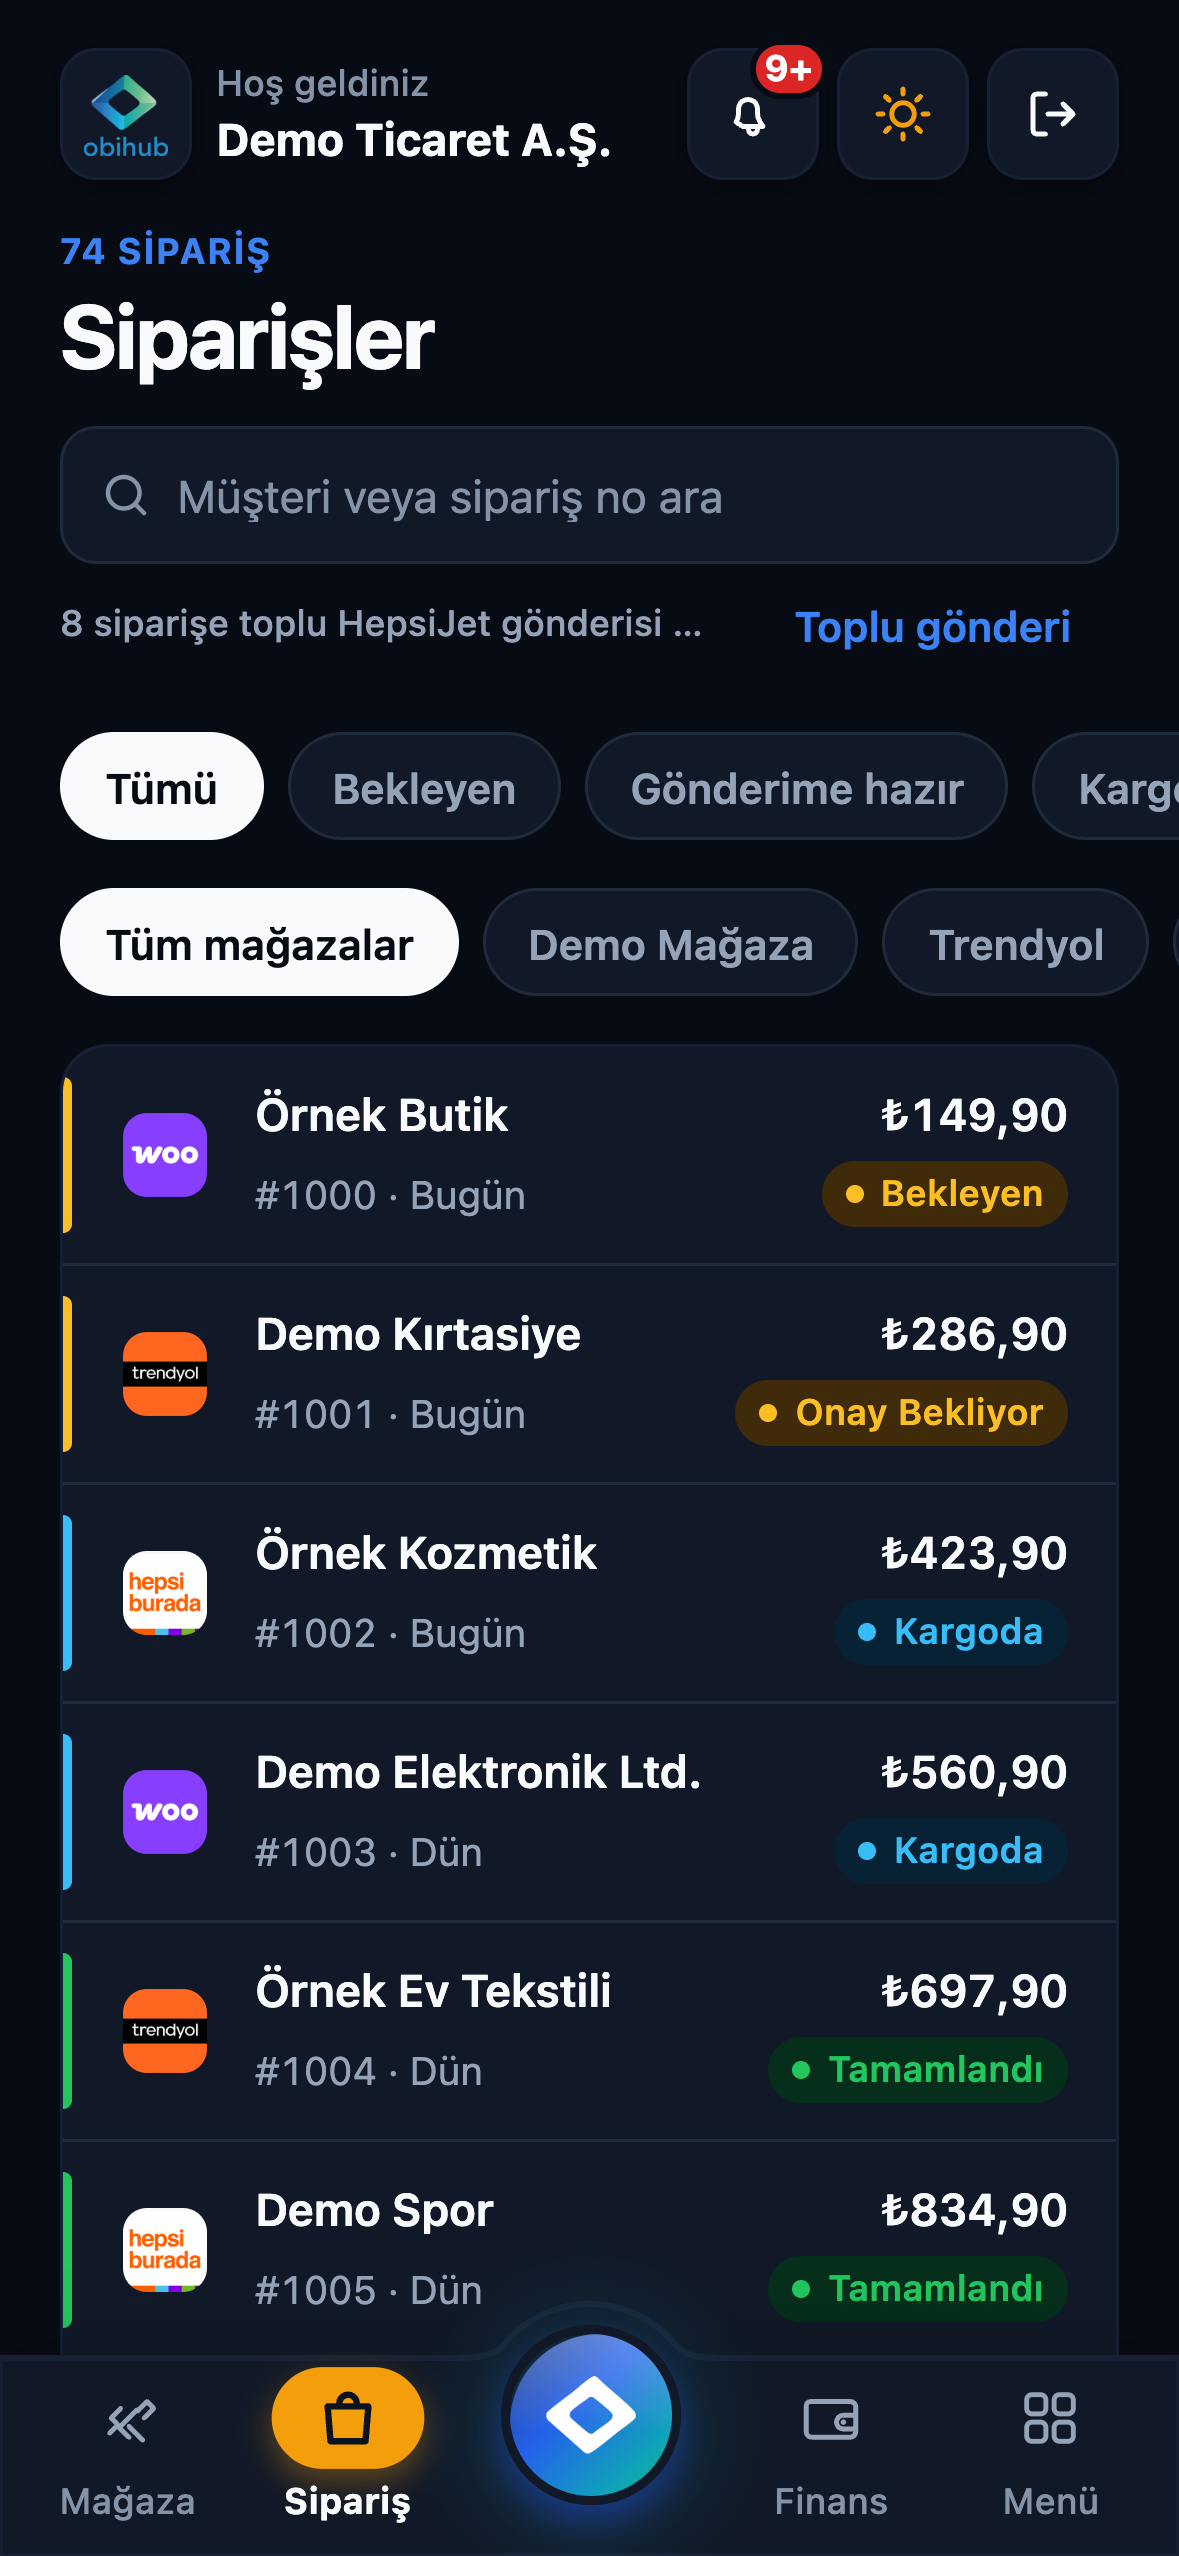 obihub
Hoş geldiniz
Demo Ticaret A.Ş.
9+
74 SİPARİŞ
Siparişler
Müşteri veya sipariş no ara
8 siparişe toplu HepsiJet gönderisi ...
Toplu gönderi
Tümü
Bekleyen
Gönderime hazır
Karg
Tüm mağazalar
Demo Mağaza
Trendyol
woo
Örnek Butik
₺149,90
#1000 · Bugün
Bekleyen
trendyol
Demo Kırtasiye
₺286,90
#1001 · Bugün
Onay Bekliyor
hepsi
burada
Örnek Kozmetik
₺423,90
#1002 · Bugün
Kargoda
woo
Demo Elektronik Ltd.
₺560,90
#1003 · Dün
Kargoda
trendyol
Örnek Ev Tekstili
₺697,90
#1004 · Dün
Tamamlandı
hepsi
burada
Demo Spor
₺834,90
#1005 · Dün
Tamamlandı
Mağaza
Sipariş
Finans
Menü